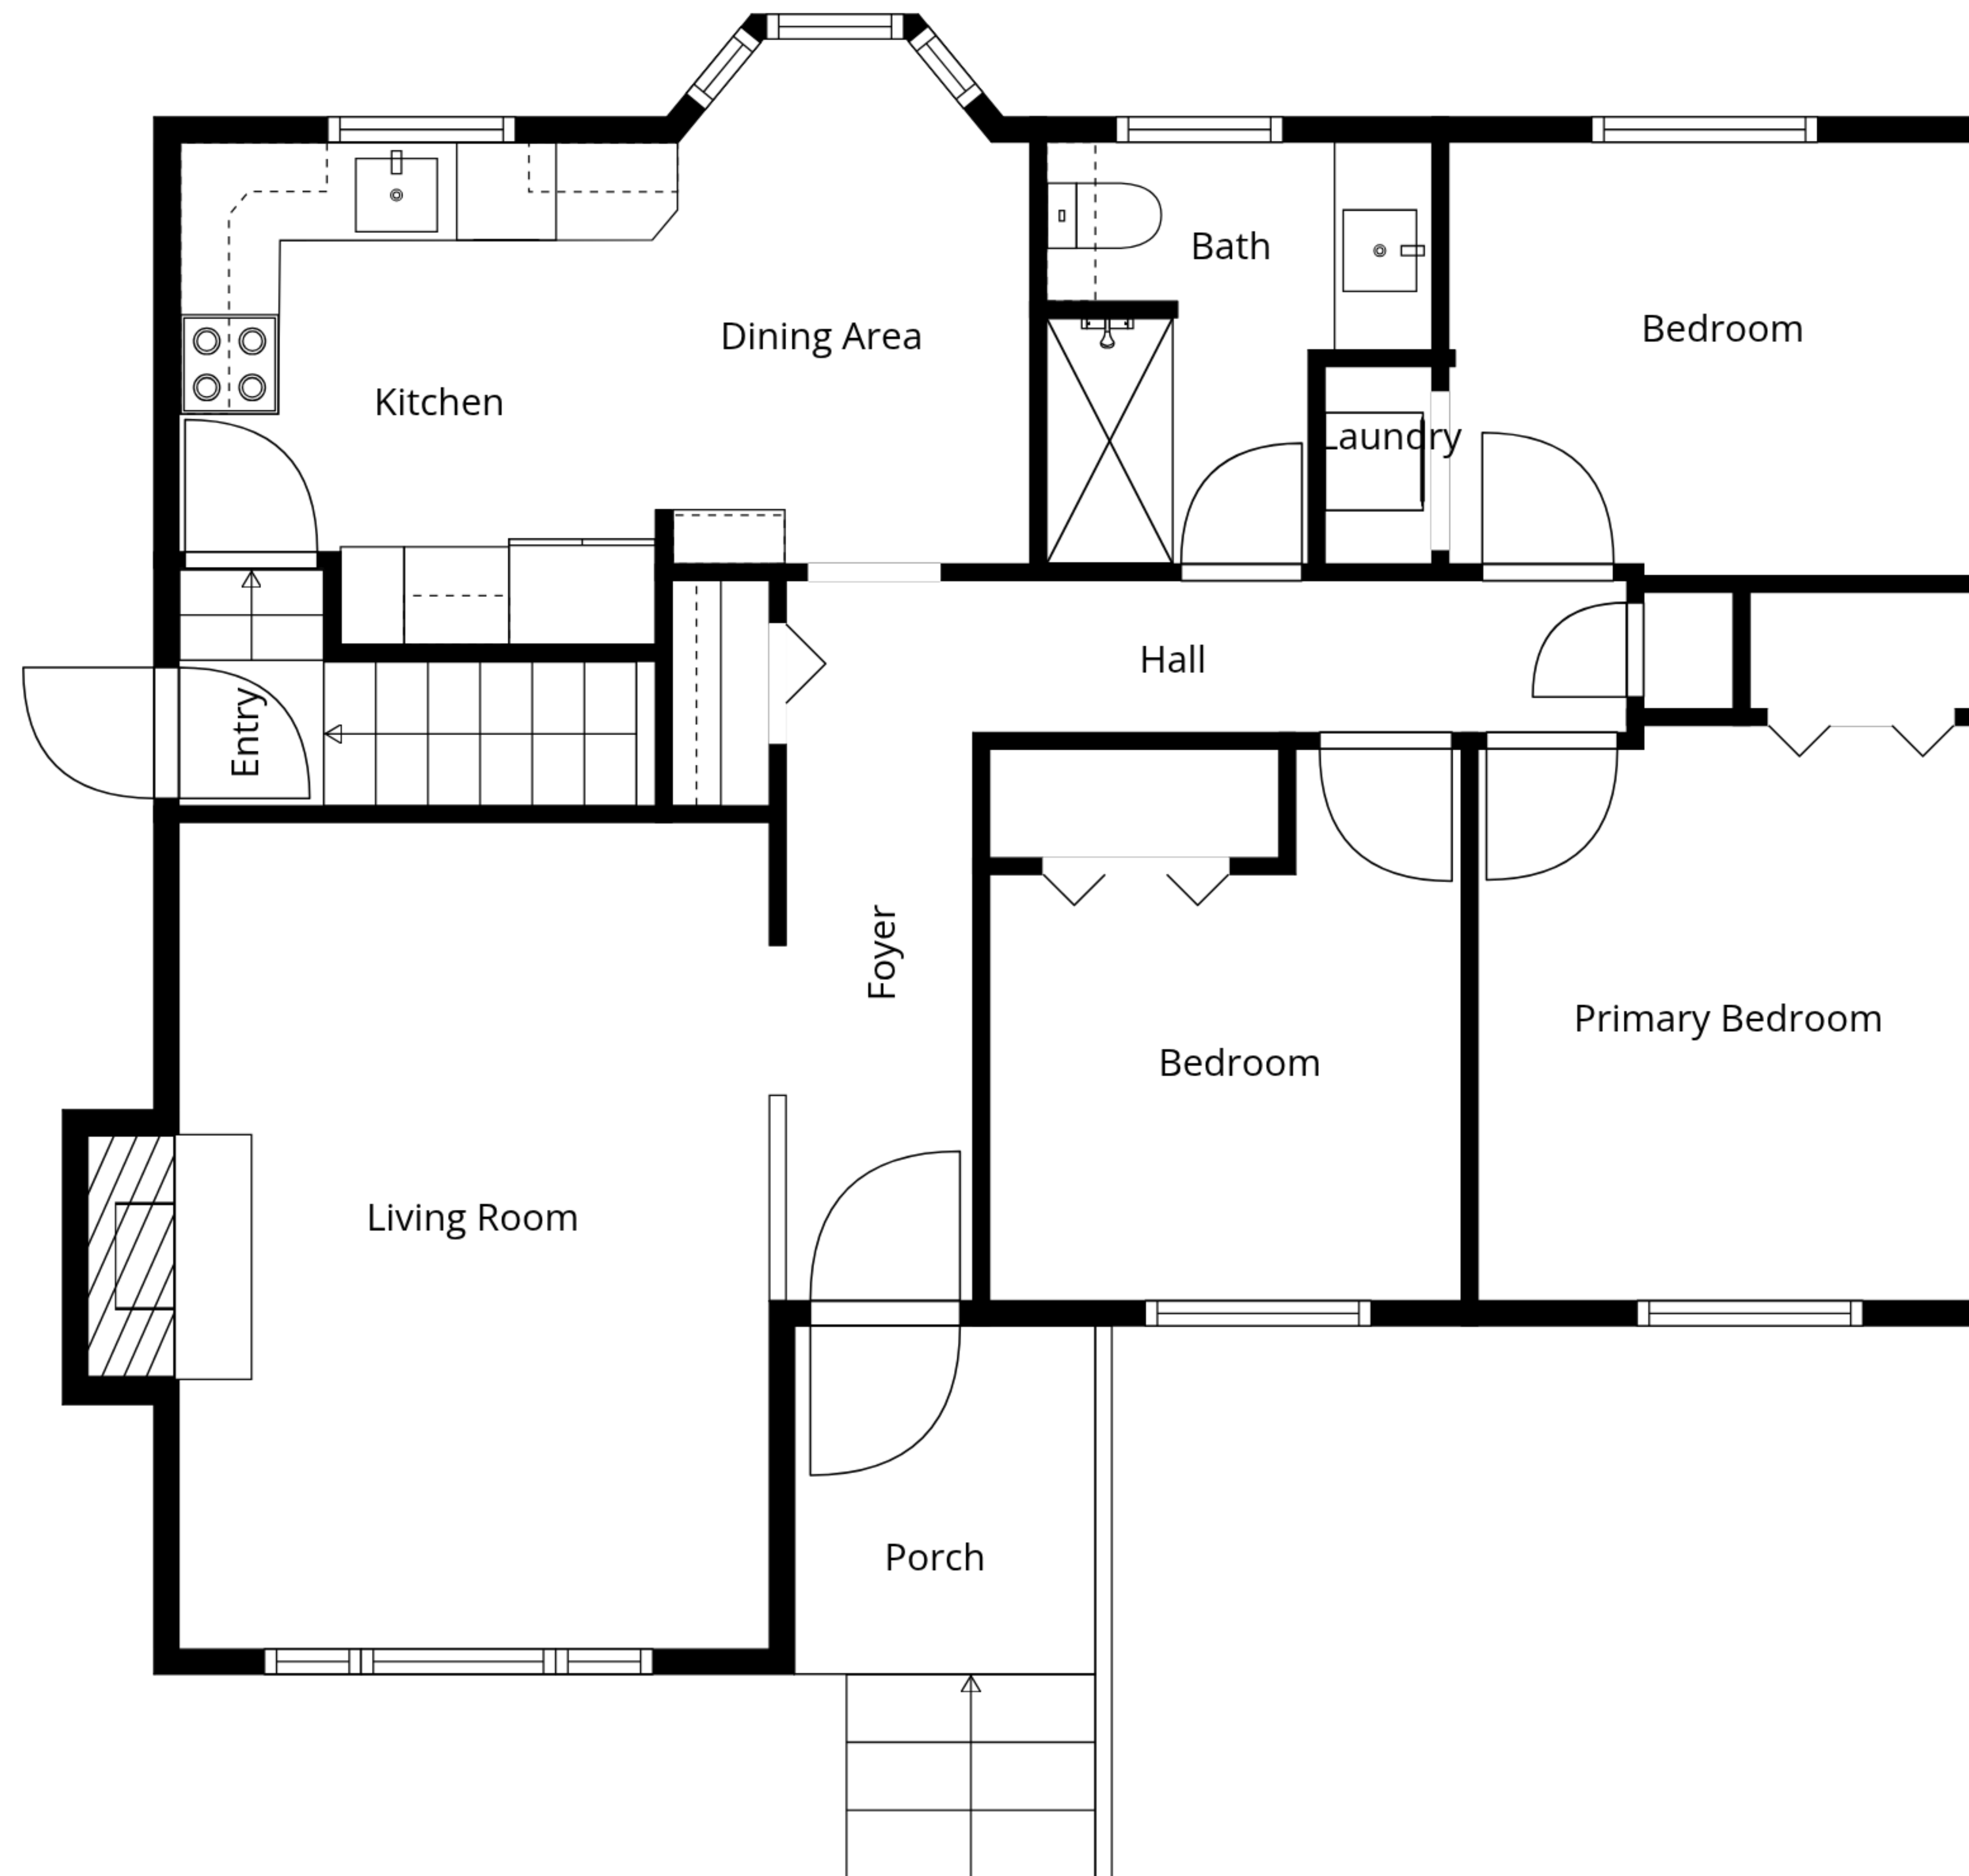 Bath
Bedroom
Dining Area
Kitchen
Laundry
Hall
Entry
Foyer
Primary Bedroom
Bedroom
Living Room
Porch